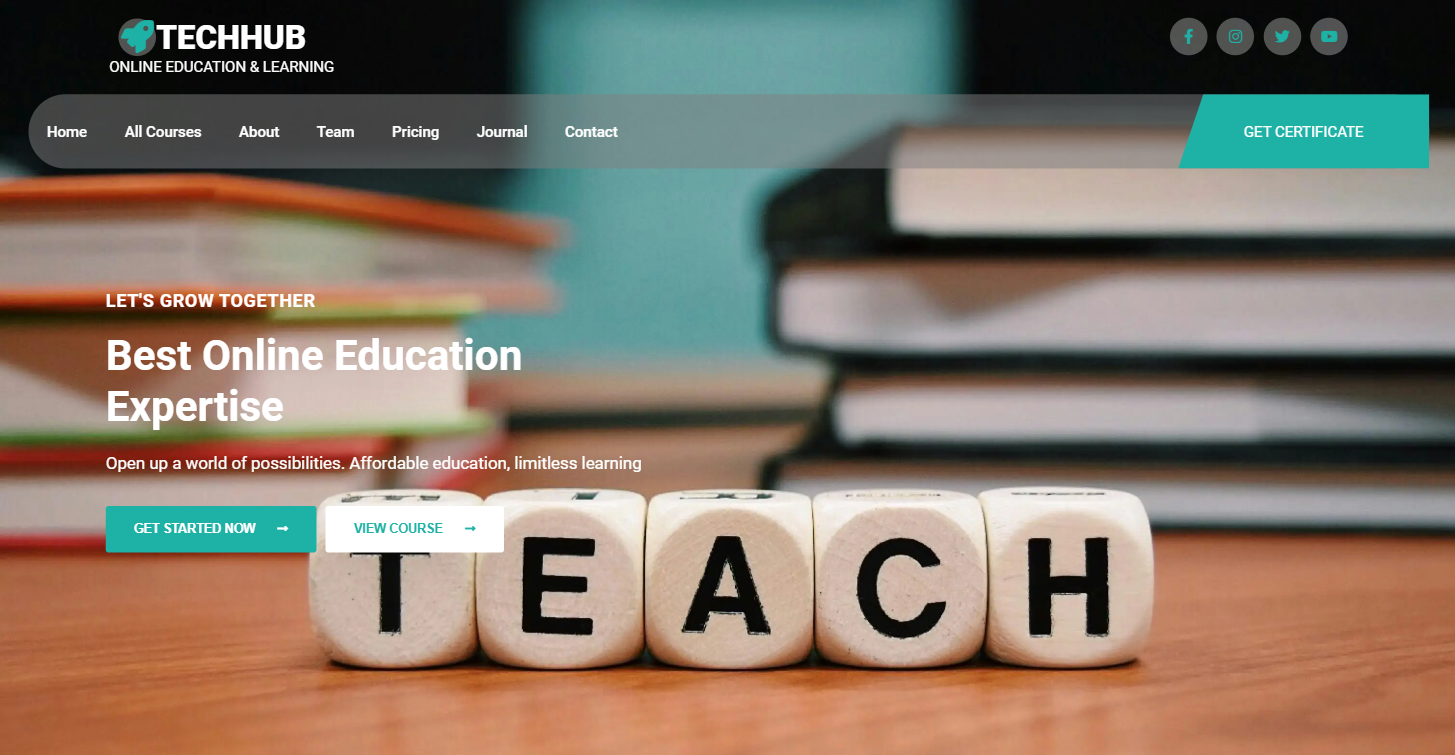 TECHHUB
ONLINE EDUCATION & LEARNING
Home All Courses About Team Pricing Journal Contact GET CERTIFICATE
LET'S GROW TOGETHER
Best Online Education
Expertise
Open up a world of possibilities. Affordable education, limitless learning
GET STARTED NOW VIEW COURSE
TEACH